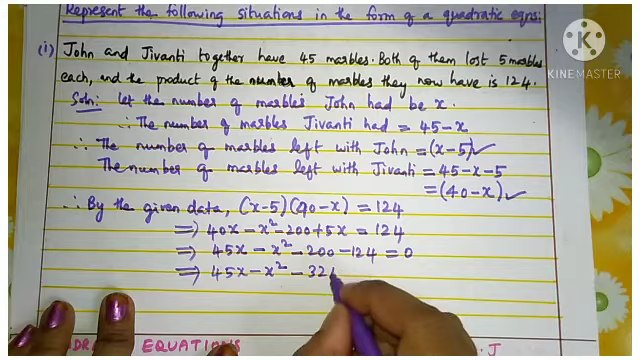 Represent the following situations in the form of a quadratic eqns:
(i) John and Jivanti together have 45 marbles. Both of them lost 5 marbles
each, and the product of the number of marbles they now have is 124.
Soln: Let the number of marbles John had be x.
∴ The number of marbles Jivanti had = 45-x
∴ The number of marbles left with John = (x-5)✓
The number of marbles left with Jivanti = 45-x-5
= (40-x)✓
∴ By the given data, (x-5)(40-x) = 124
⇒ 40x - x² - 200 + 5x = 124
⇒ 45x - x² - 200 - 124 = 0
⇒ 45x - x² - 324
EQUATIONS
. J
KINEMASTER